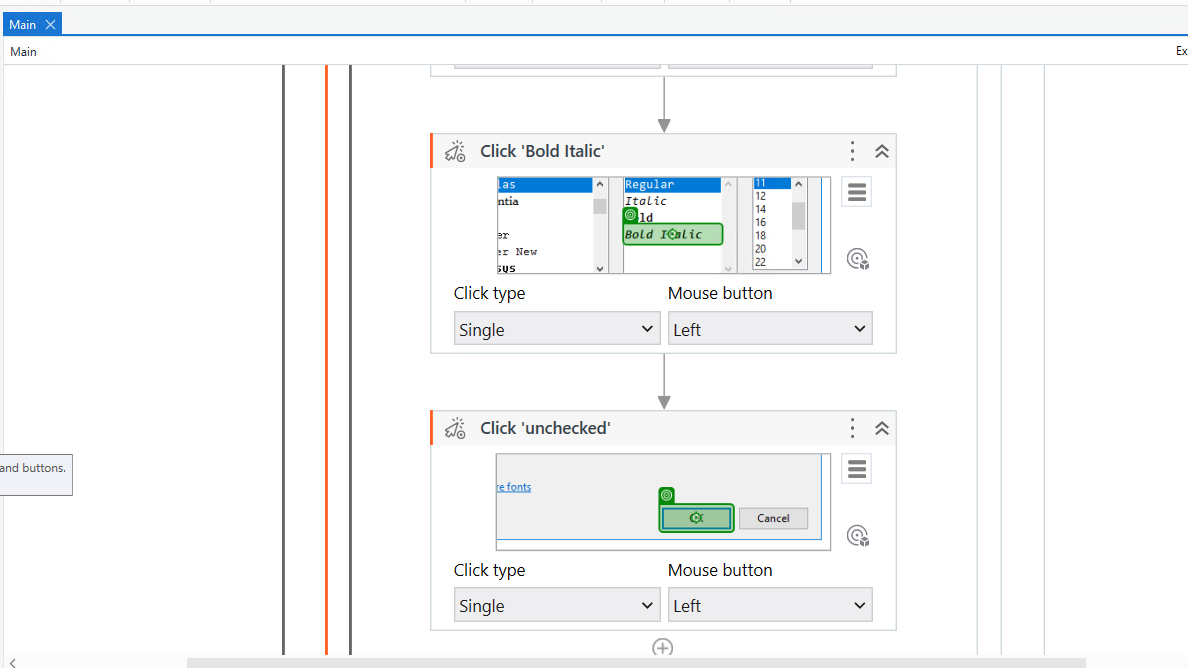 Main
Main
Ex
Click 'Bold Italic'
las
ntia
er
er New
sus
Regular
Italic
ld
Bold Italic
11
12
14
16
18
20
22
Click type
Mouse button
Single
Left
Click 'unchecked'
and buttons.
re fonts
Cancel
Click type
Mouse button
Single
Left